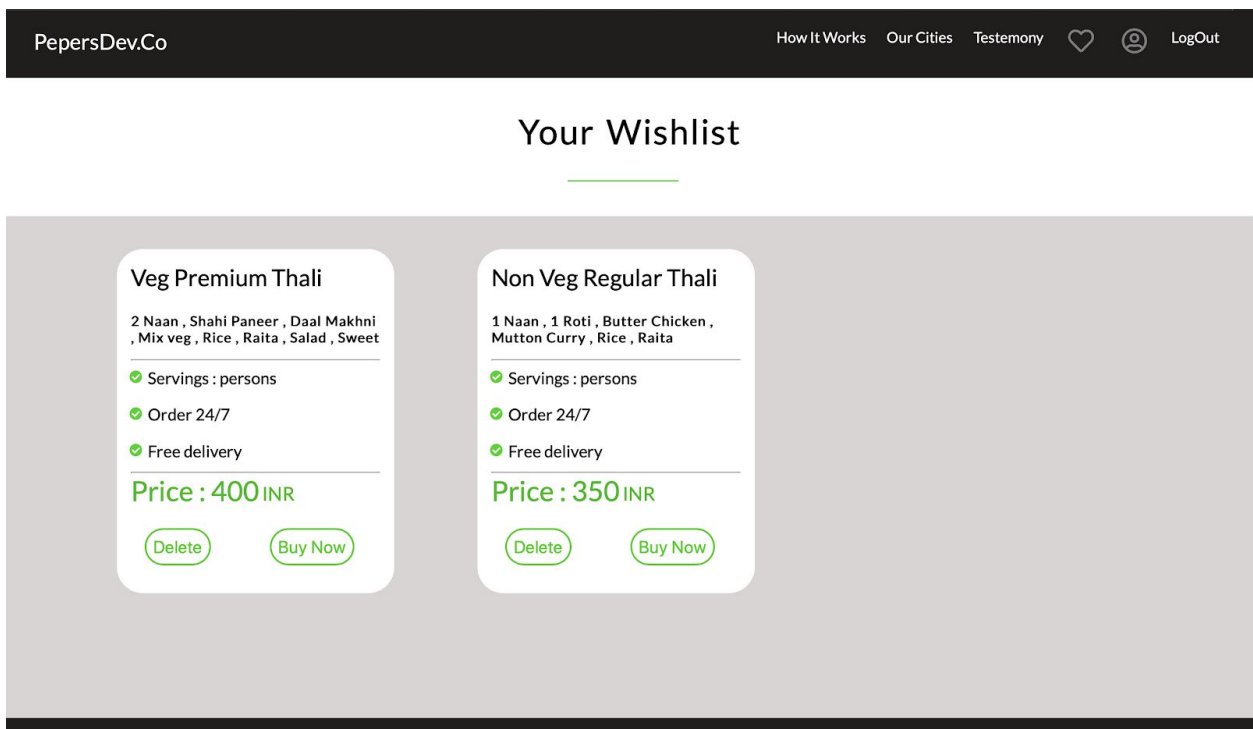 PepersDev.Co
How It Works Our Cities Testemony LogOut
Your Wishlist
Veg Premium Thali
2 Naan , Shahi Paneer , Daal Makhni
, Mix veg , Rice , Raita , Salad , Sweet
Servings : persons
Order 24/7
Free delivery
Price : 400 INR
Delete Buy Now
Non Veg Regular Thali
1 Naan , 1 Roti , Butter Chicken ,
Mutton Curry , Rice , Raita
Servings : persons
Order 24/7
Free delivery
Price : 350 INR
Delete Buy Now